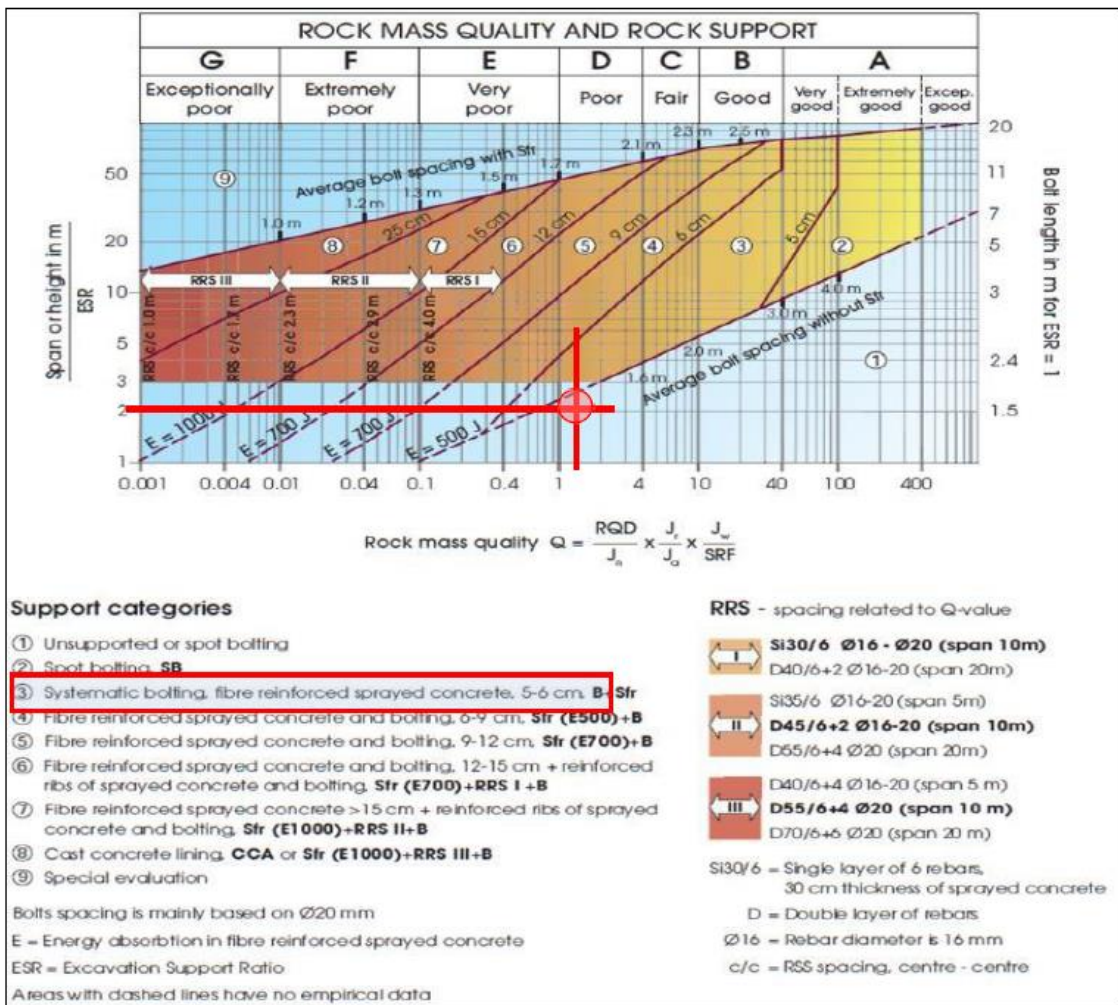 ROCK MASS QUALITY AND ROCK SUPPORT
G F E D C B A
Exceptionally poor Extremely poor Very poor Poor Fair Good Very good Extremely good Excep. good
Span or height in m
ESR
50
20
10
5
3
2
1
Average bolt spacing with Sfr
1.0 m
1.2 m
1.3 m
1.5 m
1.7 m
2.1 m
2.3 m
2.5 m
⑨
⑧
25 cm
⑦
15 cm
⑥
12 cm
⑤
9 cm
④
6 cm
③
5 cm
②
①
RRS III
RRS II
RRS I
RRS c/c 1.0 m
RRS c/c 2.3 m
RRS c/c 4.0 m
E = 1000 J
E = 700 J
E = 700 J
E = 500 J
1.6 m
2.0 m
3.0 m
4.0 m
Average bolt spacing without Sfr
20
11
7
5
3
2.4
1.5
Bolt length in m for ESR = 1
0.001 0.004 0.01 0.04 0.1 0.4 1 4 10 40 100 400
Rock mass quality Q = RQD/Jn x Jr/Ja x Jw/SRF
Support categories
① Unsupported or spot bolting
② Spot bolting, SB
③ Systematic bolting, fibre reinforced sprayed concrete, 5-6 cm, B+Sfr
④ Fibre reinforced sprayed concrete and bolting, 6-9 cm, Sfr (E500)+B
⑤ Fibre reinforced sprayed concrete and bolting, 9-12 cm, Sfr (E700)+B
⑥ Fibre reinforced sprayed concrete and bolting, 12-15 cm + reinforced
ribs of sprayed concrete and bolting, Sfr (E700)+RRS I +B
⑦ Fibre reinforced sprayed concrete >15 cm + reinforced ribs of sprayed
concrete and bolting, Sfr (E1000)+RRS II+B
⑧ Cast concrete lining, CCA or Sfr (E1000)+RRS III+B
⑨ Special evaluation
Bolts spacing is mainly based on Ø20 mm
E = Energy absorbtion in fibre reinforced sprayed concrete
ESR = Excavation Support Ratio
Areas with dashed lines have no empirical data
RRS - spacing related to Q-value
I
Si30/6 Ø16 - Ø20 (span 10m)
D40/6+2 Ø16-20 (span 20m)
II
Si35/6 Ø16-20 (span 5m)
D45/6+2 Ø16-20 (span 10m)
D55/6+4 Ø20 (span 20m)
III
D40/6+4 Ø16-20 (span 5 m)
D55/6+4 Ø20 (span 10 m)
D70/6+6 Ø20 (span 20 m)
Si30/6 = Single layer of 6 rebars,
30 cm thickness of sprayed concrete
D = Double layer of rebars
Ø16 = Rebar diameter is 16 mm
c/c = RSS spacing, centre - centre